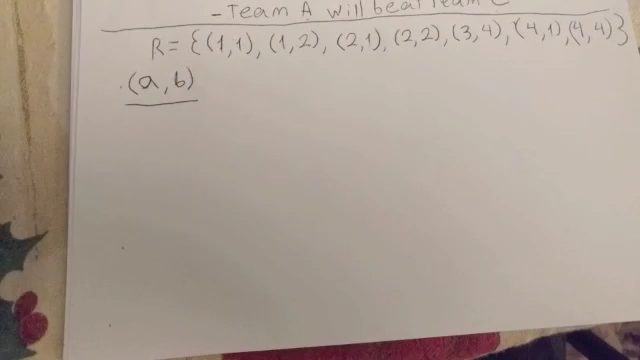 - Team A will beat Team C
R = {(1,1), (1,2), (2,1), (2,2), (3,4), (4,1), (4,4)}
(a, b)